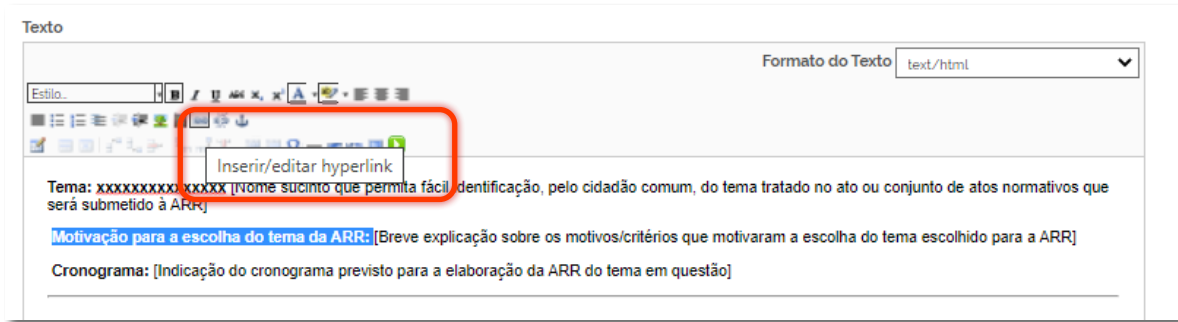 Texto
Formato do Texto text/html
Estilo...
Inserir/editar hyperlink
Tema: xxxxxxxxxxxxxxx [Nome sucinto que permita fácil identificação, pelo cidadão comum, do tema tratado no ato ou conjunto de atos normativos que
será submetido à ARR]
Motivação para a escolha do tema da ARR: [Breve explicação sobre os motivos/critérios que motivaram a escolha do tema escolhido para a ARR]
Cronograma: [Indicação do cronograma previsto para a elaboração da ARR do tema em questão]